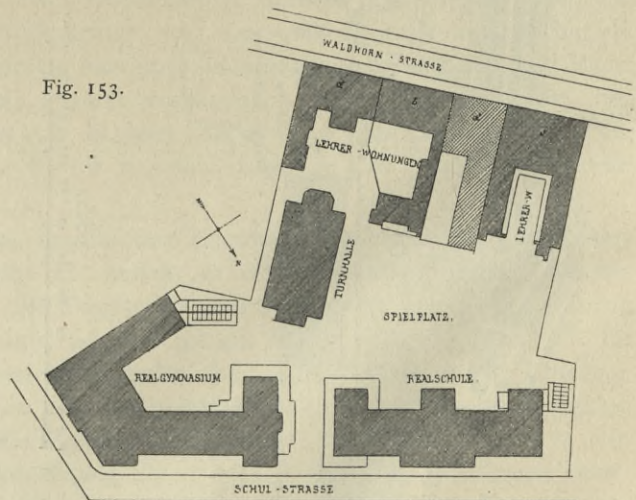 WALDHORN - STRASSE
Fig. 153.
LEHRER - WOHNUNGEN
LEHRER-W
TURNHALLE
SPIELPLATZ.
REALGYMNASIUM
REALSCHULE.
SCHUL - STRASSE